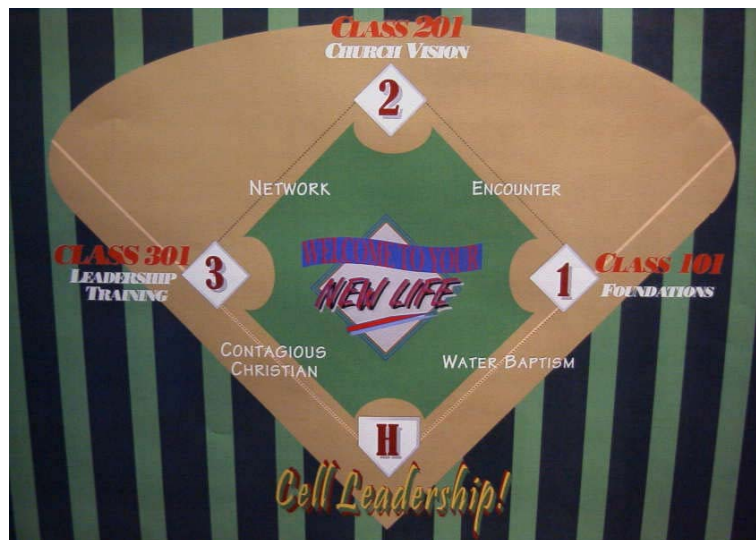 CLASS 201
CHURCH VISION
2
NETWORK
ENCOUNTER
WELCOME TO YOUR
NEW LIFE
CLASS 301
LEADERSHIP
TRAINING
3
1
CLASS 101
FOUNDATIONS
CONTAGIOUS
CHRISTIAN
WATER BAPTISM
H
Cell Leadership!